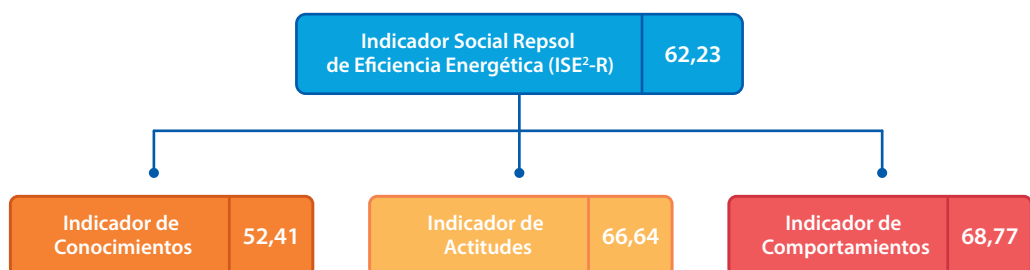 Indicador Social Repsol
de Eficiencia Energética (ISE²-R)
62,23
Indicador de
Conocimientos
52,41
Indicador de
Actitudes
66,64
Indicador de
Comportamientos
68,77